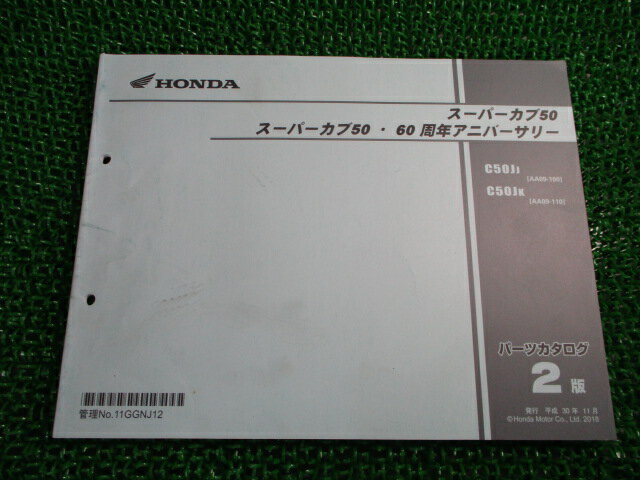 HONDA
スーパーカブ50
スーパーカブ50 ・ 60 周年アニバーサリー
C50JJ
[AA09-100]
C50JK
[AA09-110]
パーツカタログ
2 版
発行 平成 30 年 11 月
©Honda Motor Co., Ltd. 2018
管理No.11GGNJ12